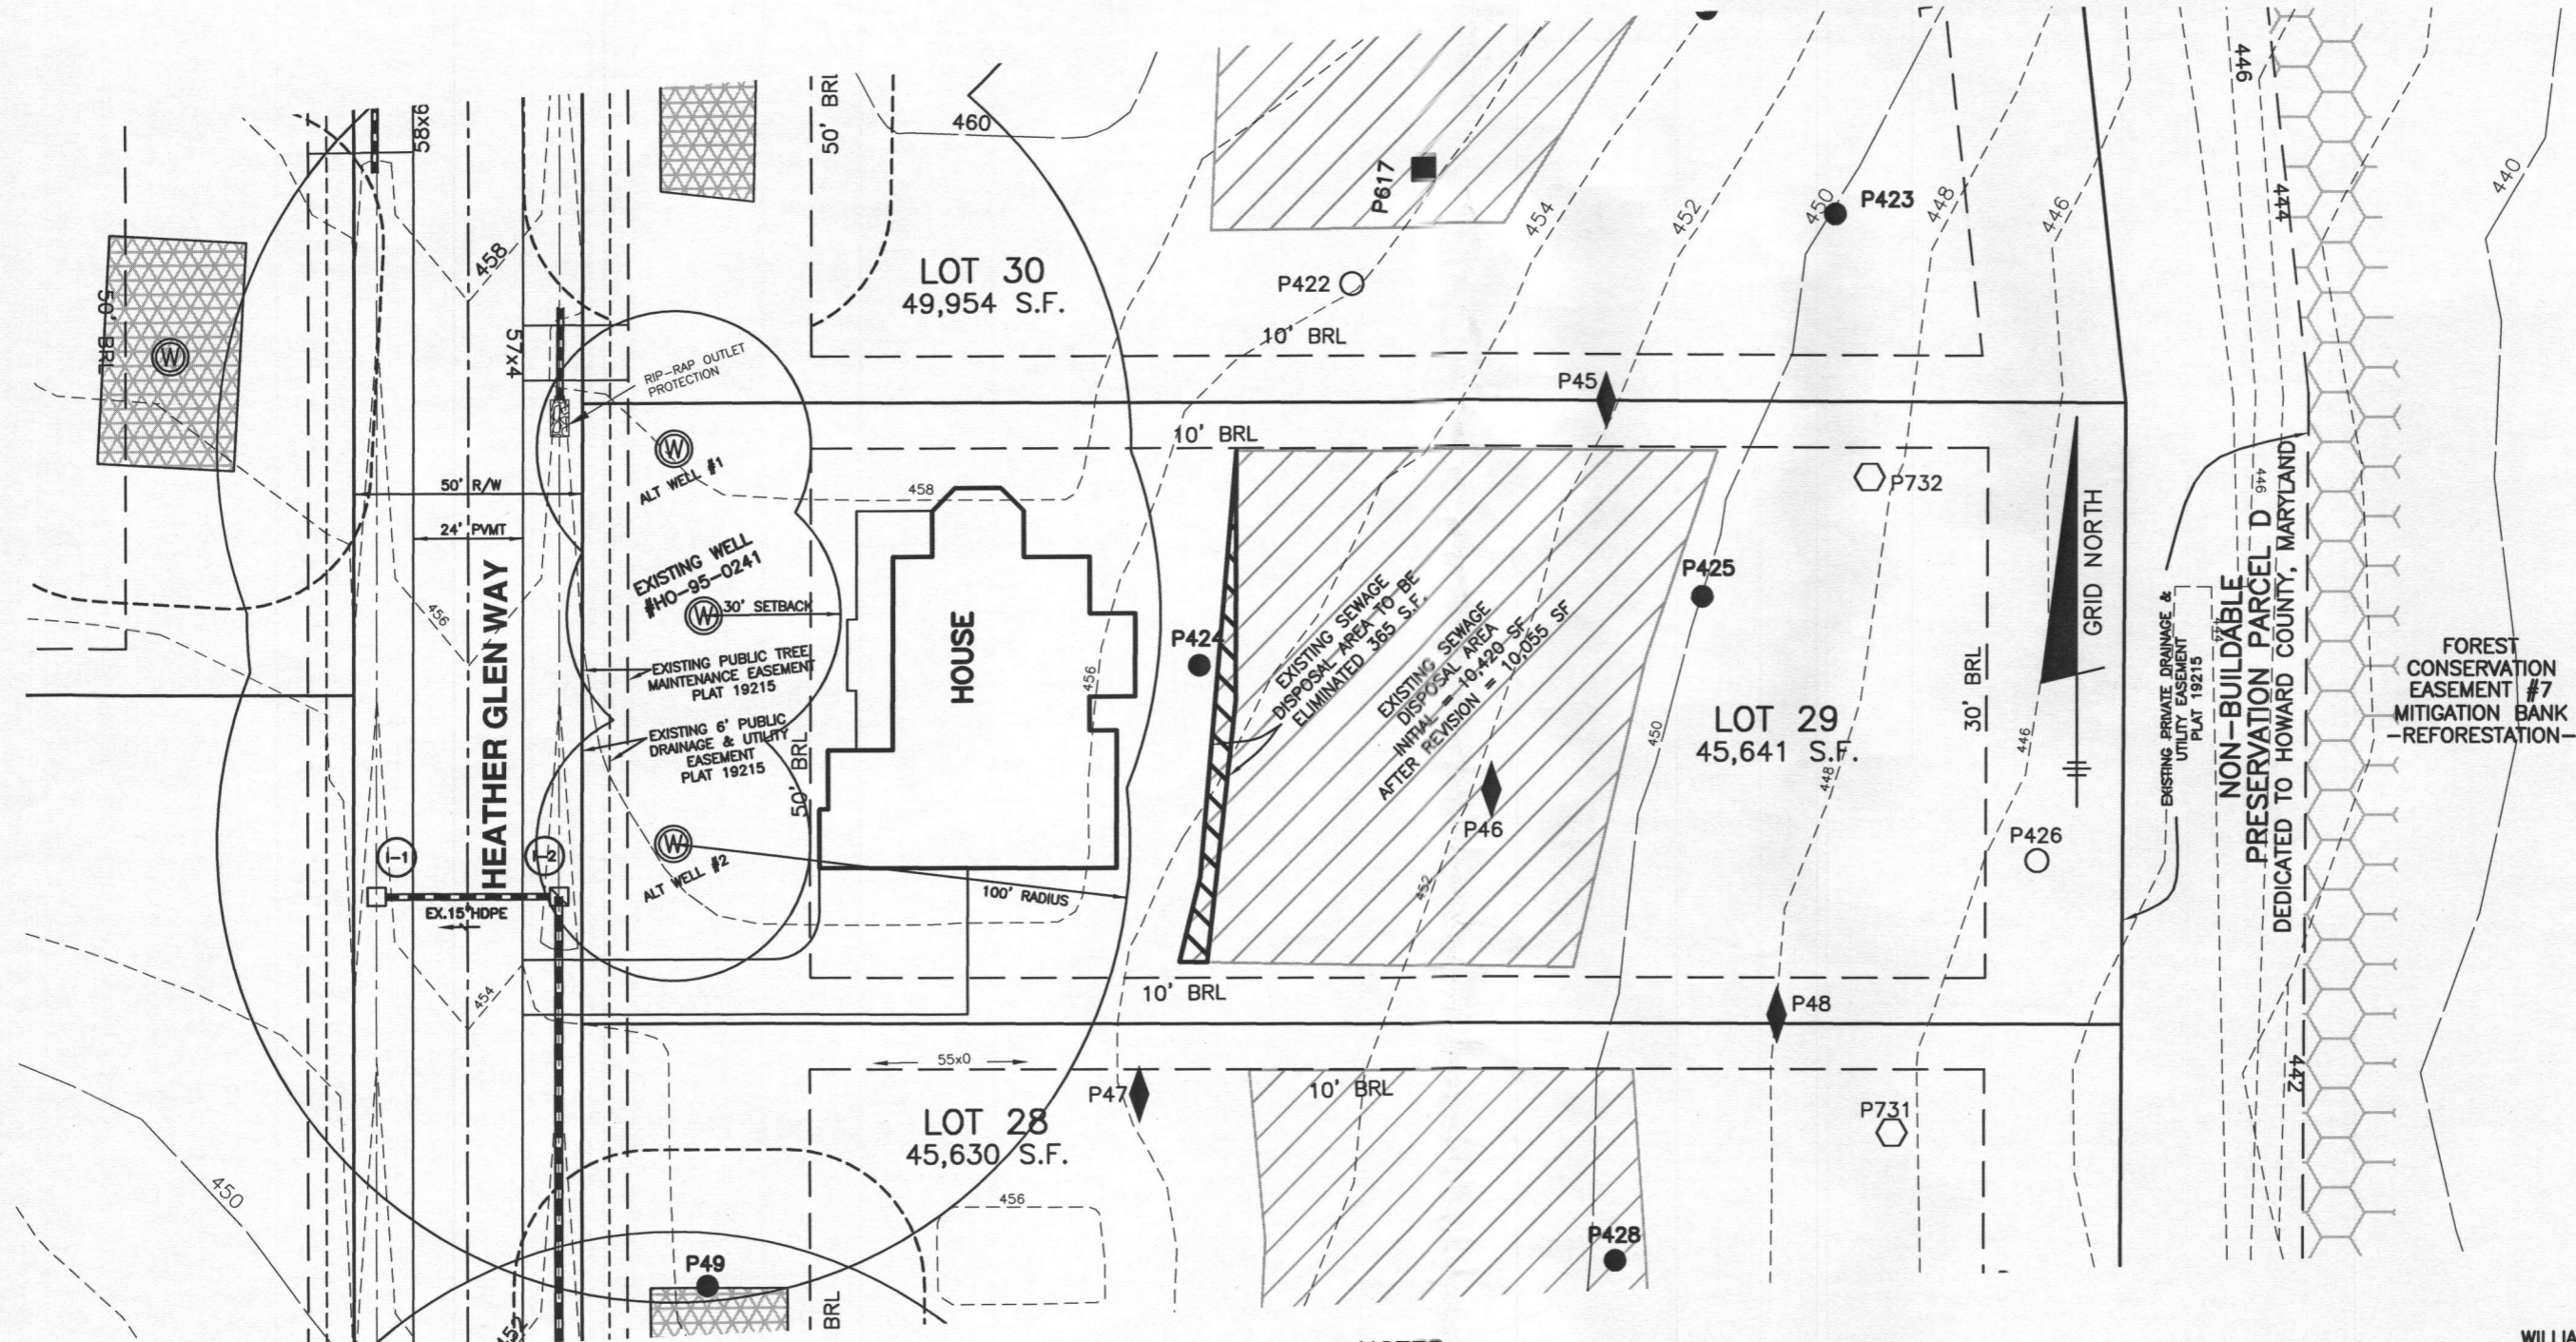 58x6
50' BRL
460
446
440
P617
444
P423
454
452
450
448
446
458
LOT 30
49,954 S.F.
P422
50' BRL
W
57x4
RIP-RAP OUTLET
PROTECTION
10' BRL
P45
10' BRL
W
ALT WELL #1
50' R/W
458
P732
446
24' PVMT
EXISTING WELL
#HO-95-0241
W
30' SETBACK
456
HEATHER GLEN WAY
HOUSE
P424
456
EXISTING SEWAGE
DISPOSAL AREA TO BE
ELIMINATED 365 S.F.
EXISTING SEWAGE
DISPOSAL AREA
INITIAL = 10,420 SF
AFTER REVISION = 10,055 SF
P425
GRID NORTH
EXISTING PRIVATE DRAINAGE &
UTILITY EASEMENT
PLAT 19215
444
NON-BUILDABLE
PRESERVATION PARCEL D
DEDICATED TO HOWARD COUNTY, MARYLAND
FOREST
CONSERVATION
EASEMENT #7
MITIGATION BANK
-REFORESTATION-
EXISTING PUBLIC TREE
MAINTENANCE EASEMENT
PLAT 19215
EXISTING 6' PUBLIC
DRAINAGE & UTILITY
EASEMENT
PLAT 19215
50' BRL
450
LOT 29
45,641 S.F.
448
30' BRL
446
P46
P426
I-1
I-2
W
ALT WELL #2
100' RADIUS
452
EX.15" HDPE
454
10' BRL
P48
55x0
P47
10' BRL
442
LOT 28
45,630 S.F.
P731
450
456
P428
P49
BRL
452
NOTES
WILLIA